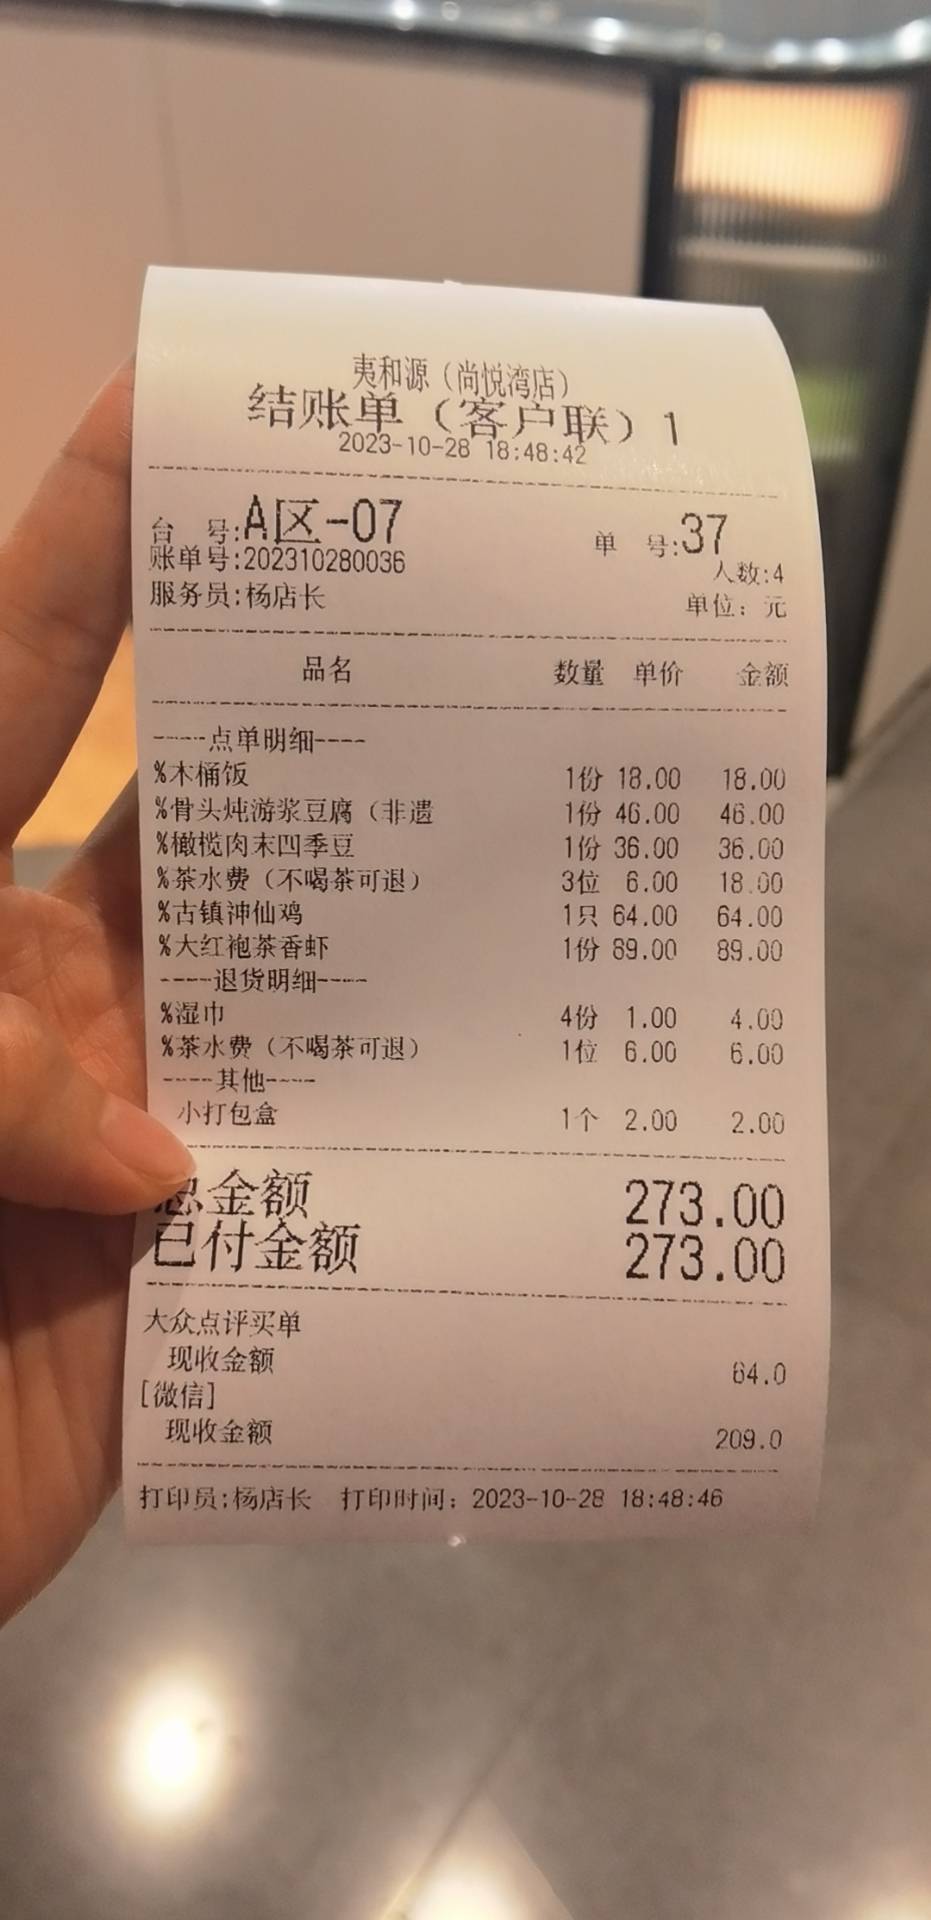 夷和源（尚悦湾店）
结账单（客户联）1
2023-10-28 18:48:42
台 号:A区-07 单 号:37
账单号:202310280036 人数:4
服务员:杨店长 单位：元
品名 数量 单价 金额
----点单明细----
%木桶饭 1份 18.00 18.00
%骨头炖游浆豆腐（非遗 1份 46.00 46.00
%橄榄肉末四季豆 1份 36.00 36.00
%茶水费（不喝茶可退） 3位 6.00 18.00
%古镇神仙鸡 1只 64.00 64.00
%大红袍茶香虾 1份 89.00 89.00
----退货明细----
%湿巾 4份 1.00 4.00
%茶水费（不喝茶可退） 1位 6.00 6.00
----其他----
小打包盒 1个 2.00 2.00
总金额 273.00
已付金额 273.00
大众点评买单
现收金额 64.0
[微信]
现收金额 209.0
打印员:杨店长 打印时间：2023-10-28 18:48:46